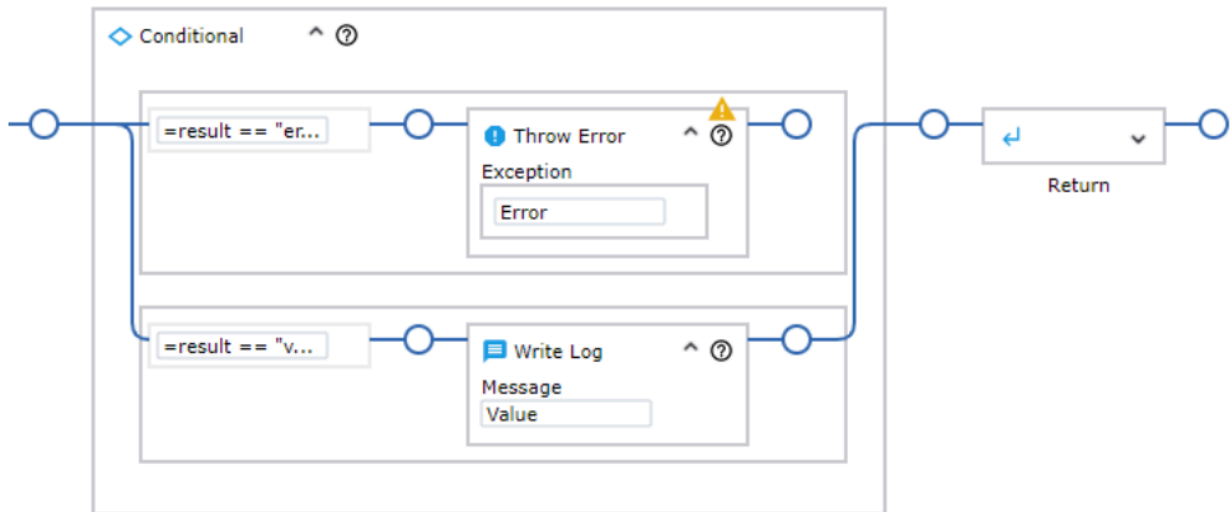 Conditional
=result == "er...
Throw Error
Exception
Error
Return
=result == "v...
Write Log
Message
Value